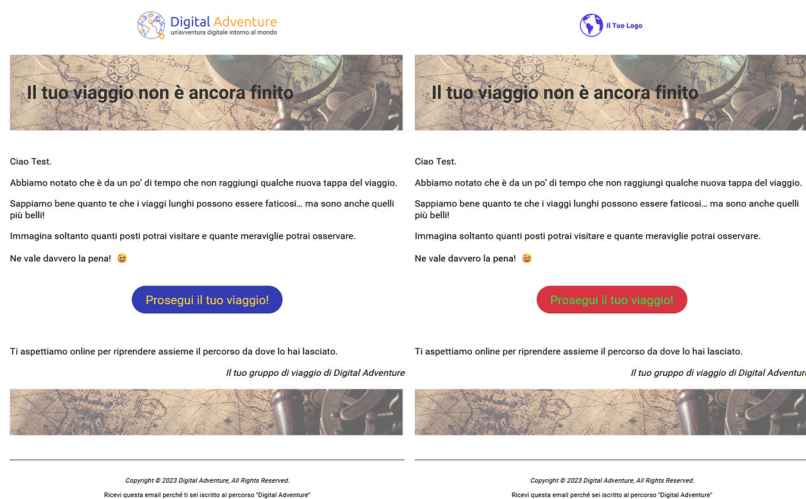 Digital Adventure
un'avventura digitale intorno al mondo
Il tuo viaggio non è ancora finito
Ciao Test.
Abbiamo notato che è da un po' di tempo che non raggiungi qualche nuova tappa del viaggio.
Sappiamo bene quanto te che i viaggi lunghi possono essere faticosi... ma sono anche quelli
più belli!
Immagina soltanto quanti posti potrai visitare e quante meraviglie potrai osservare.
Ne vale davvero la pena! 😆
Prosegui il tuo viaggio!
Ti aspettiamo online per riprendere assieme il percorso da dove lo hai lasciato.
Il tuo gruppo di viaggio di Digital Adventure
Copyright © 2023 Digital Adventure, All Rights Reserved.
Ricevi questa email perché ti sei iscritto al percorso "Digital Adventure"
Il Tuo Logo
Il tuo viaggio non è ancora finito
Ciao Test.
Abbiamo notato che è da un po' di tempo che non raggiungi qualche nuova tappa del viaggio.
Sappiamo bene quanto te che i viaggi lunghi possono essere faticosi... ma sono anche quelli
più belli!
Immagina soltanto quanti posti potrai visitare e quante meraviglie potrai osservare.
Ne vale davvero la pena! 😆
Prosegui il tuo viaggio!
Ti aspettiamo online per riprendere assieme il percorso da dove lo hai lasciato.
Il tuo gruppo di viaggio di Digital Adventure
Copyright © 2023 Digital Adventure, All Rights Reserved.
Ricevi questa email perché sei iscritto al percorso "Digital Adventure"